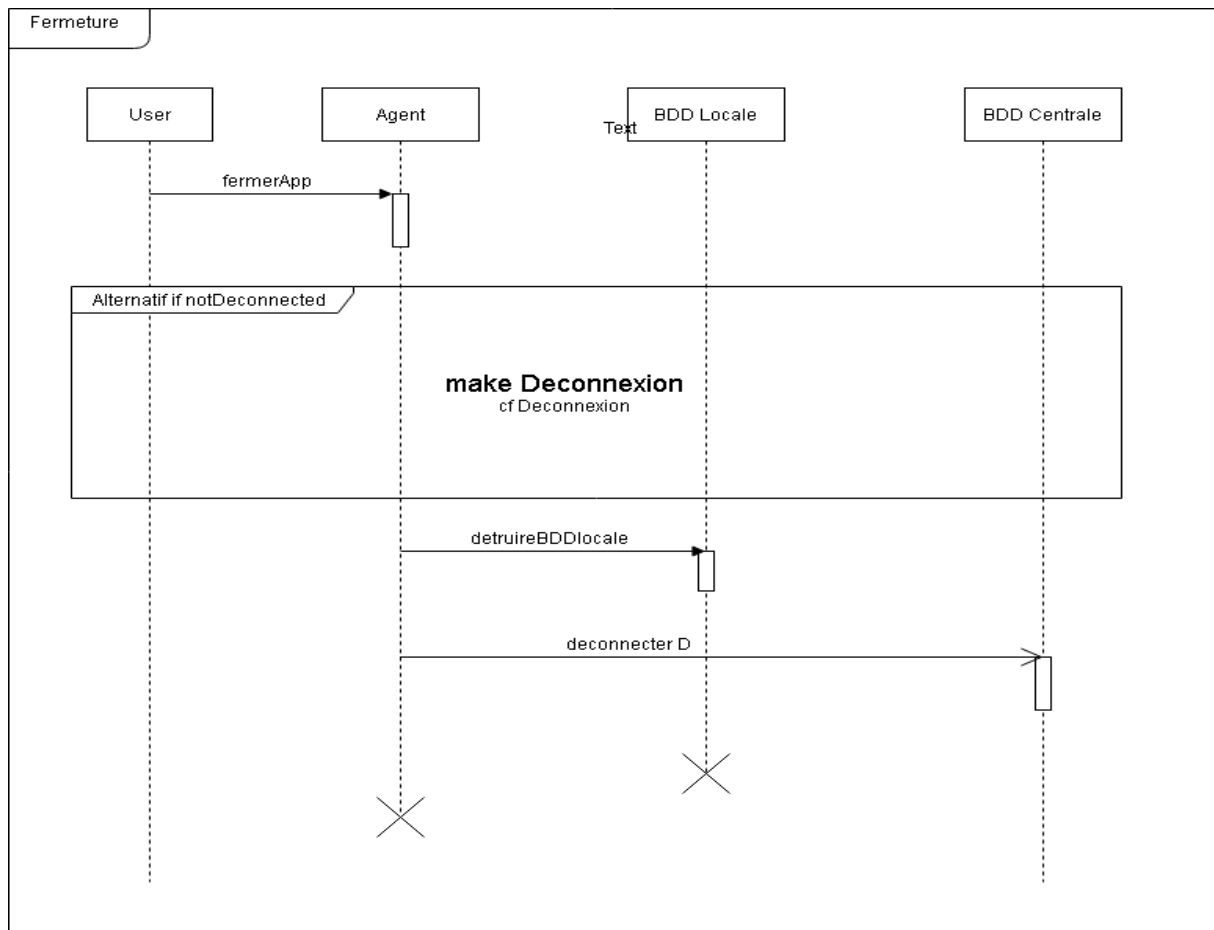 Fermeture
User
Agent
Text
BDD Locale
BDD Centrale
fermerApp
Alternatif if notDeconnected
make Deconnexion
cf Deconnexion
detruireBDDlocale
deconnecter D